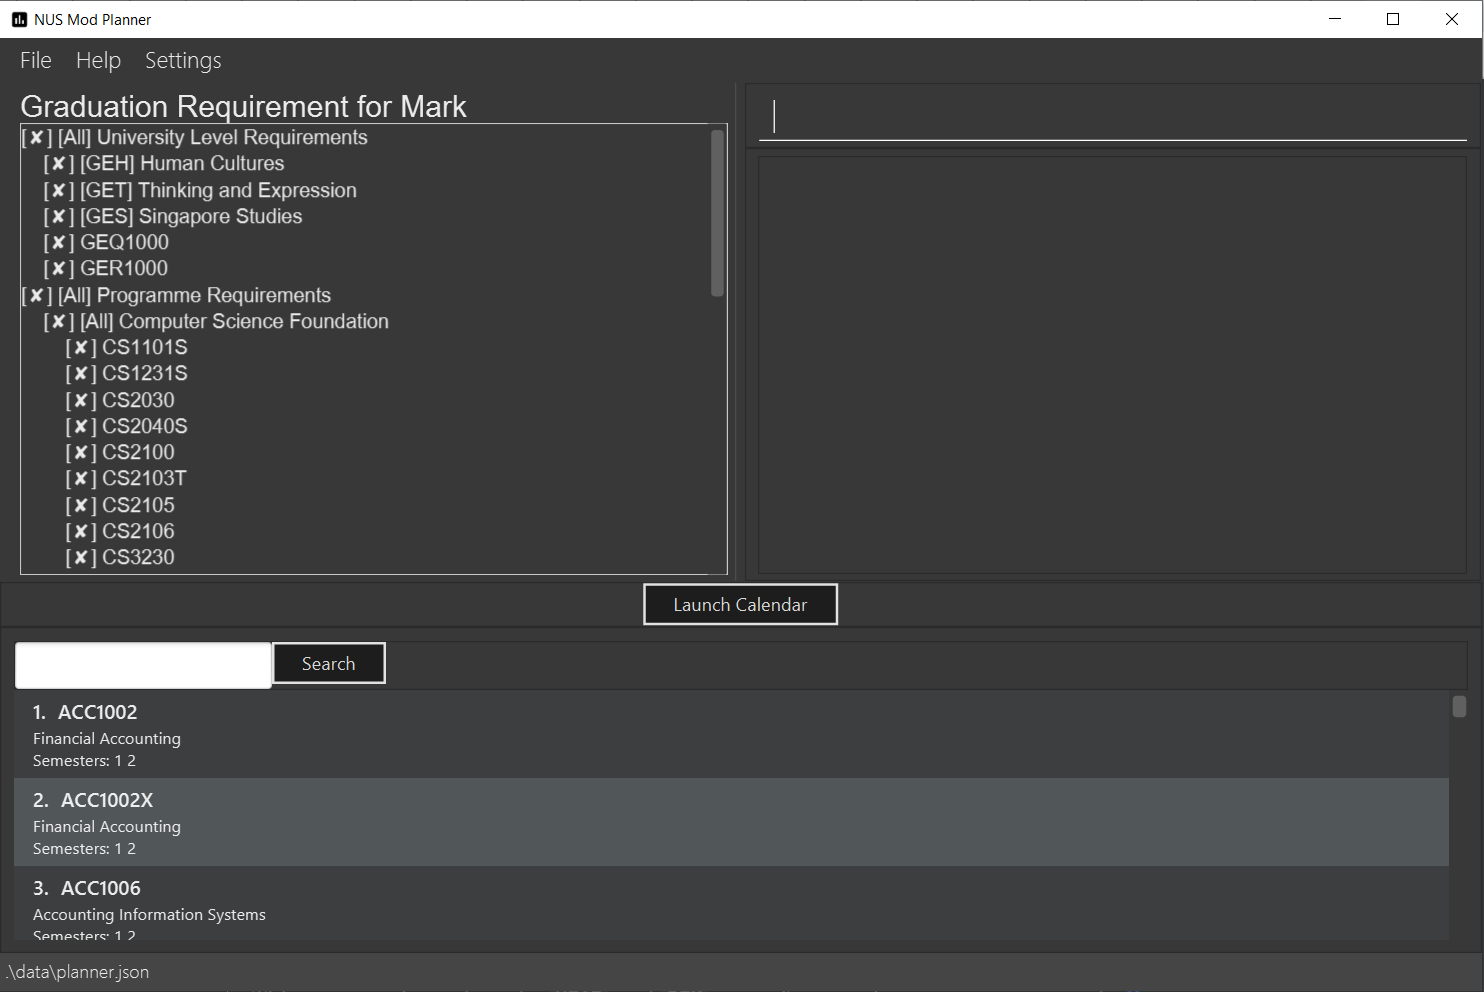 NUS Mod Planner
File Help Settings
Graduation Requirement for Mark
[✘] [All] University Level Requirements
[✘] [GEH] Human Cultures
[✘] [GET] Thinking and Expression
[✘] [GES] Singapore Studies
[✘] GEQ1000
[✘] GER1000
[✘] [All] Programme Requirements
[✘] [All] Computer Science Foundation
[✘] CS1101S
[✘] CS1231S
[✘] CS2030
[✘] CS2040S
[✘] CS2100
[✘] CS2103T
[✘] CS2105
[✘] CS2106
[✘] CS3230
Launch Calendar
Search
1. ACC1002
Financial Accounting
Semesters: 1 2
2. ACC1002X
Financial Accounting
Semesters: 1 2
3. ACC1006
Accounting Information Systems
Semesters: 1 2
.\data\planner.json